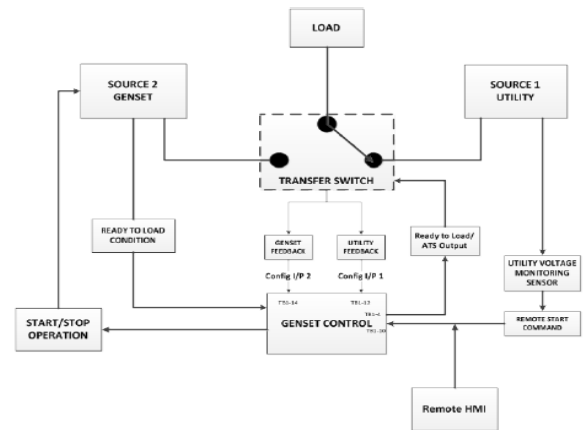 LOAD
SOURCE 2
GENSET
SOURCE 1
UTILITY
TRANSFER SWITCH
READY TO LOAD
CONDITION
GENSET
FEEDBACK
UTILITY
FEEDBACK
Ready to Load/
ATS Output
UTILITY VOLTAGE
MONITORING
SENSOR
Config I/P 2
Config I/P 1
TB1-14
GENSET CONTROL
START/STOP
OPERATION
REMOTE START
COMMAND
Remote HMI